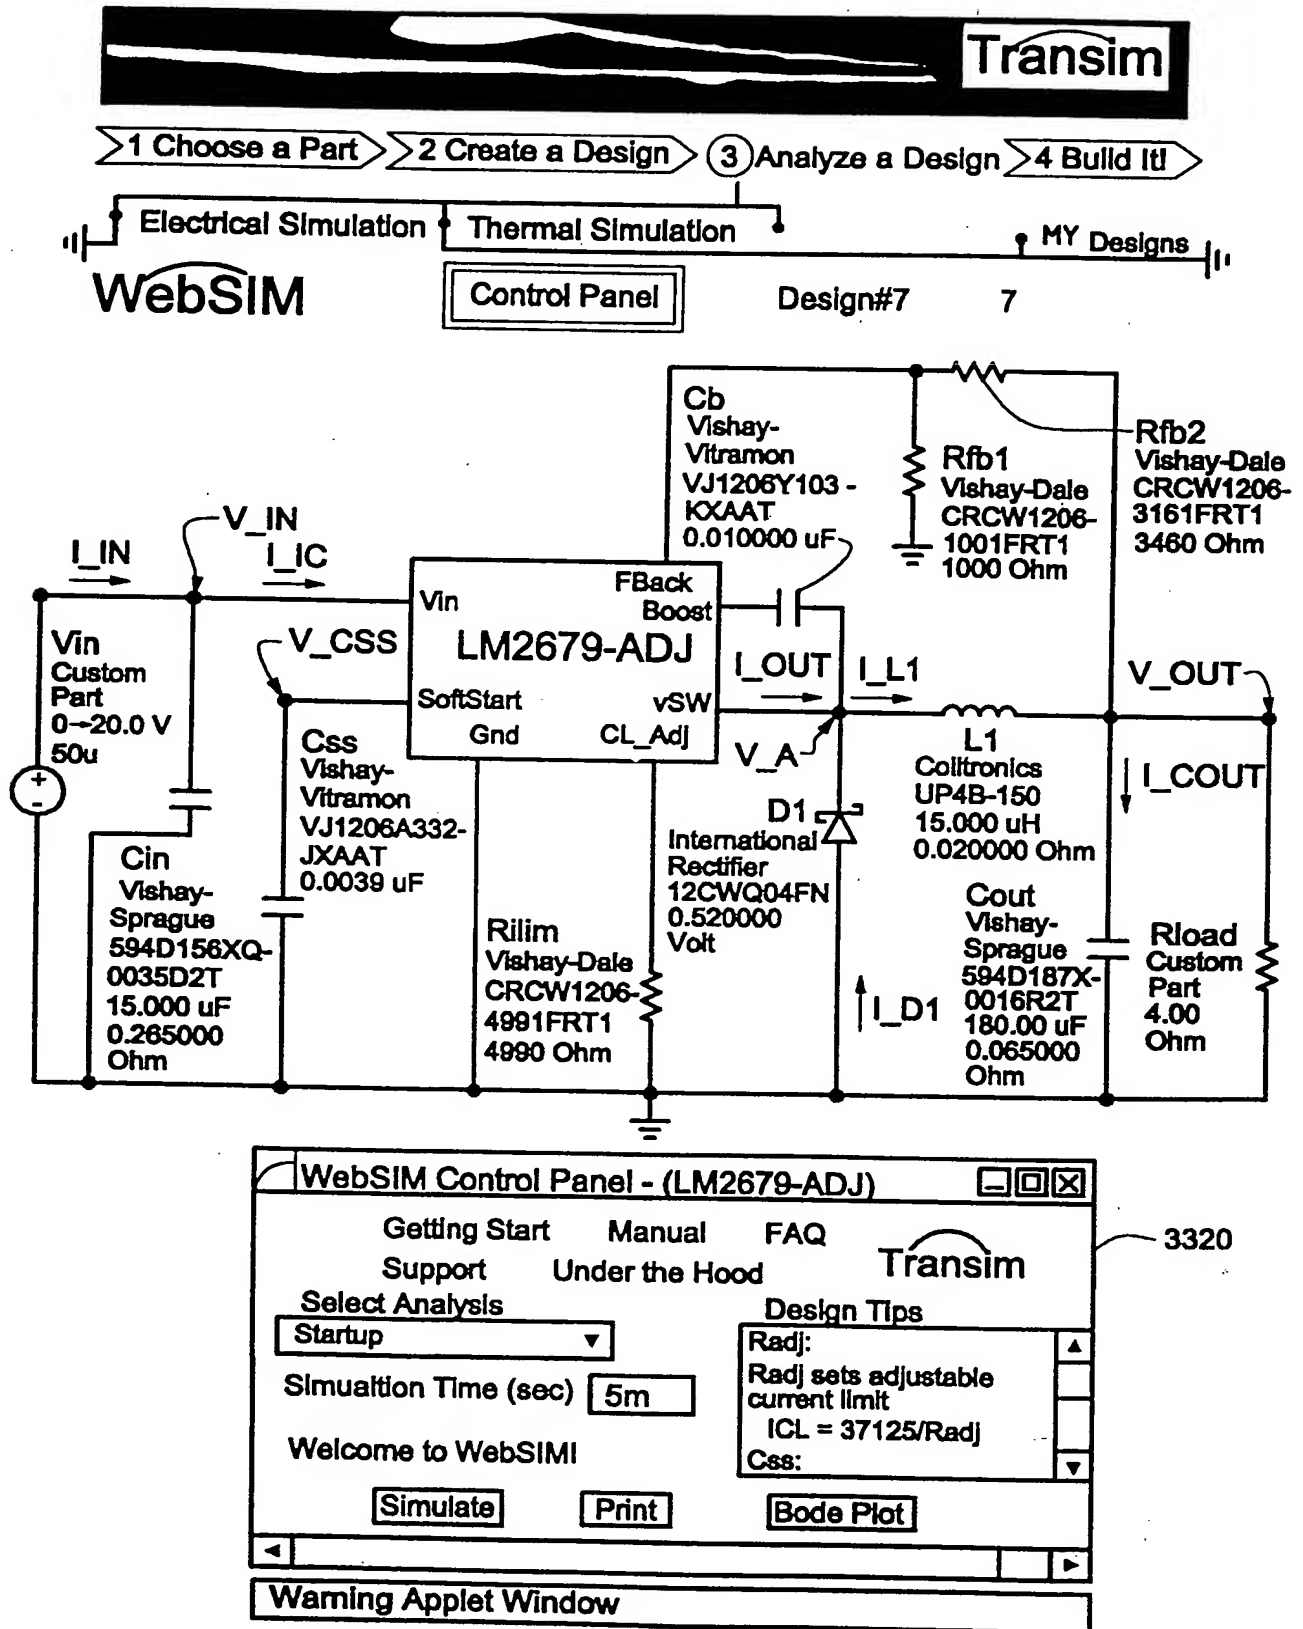 Transim
1 Choose a Part
2 Create a Design
3 Analyze a Design
4 Build It!
Electrical Simulation
Thermal Simulation
MY Designs
WebSIM
Control Panel
Design#7
7
Cb
Vishay-
Vitramon
VJ1206Y103 -
KXAAT
0.010000 uF
Rfb1
Vishay-Dale
CRCW1206-
1001FRT1
1000 Ohm
Rfb2
Vishay-Dale
CRCW1206-
3161FRT1
3460 Ohm
I_IN
V_IN
I_IC
Vin
Custom
Part
0→20.0 V
50u
+
-
V_CSS
Vin
FBack
Boost
LM2679-ADJ
SoftStart
vSW
Gnd
CL_Adj
I_OUT
I_L1
V_A
V_OUT
L1
Coiltronics
UP4B-150
15.000 uH
0.020000 Ohm
I_COUT
Css
Vishay-
Vitramon
VJ1206A332-
JXAAT
0.0039 uF
Cin
Vishay-
Sprague
594D156XQ-
0035D2T
15.000 uF
0.265000
Ohm
D1
International
Rectifier
12CWQ04FN
0.520000
Volt
Rilim
Vishay-Dale
CRCW1206-
4991FRT1
4990 Ohm
I_D1
Cout
Vishay-
Sprague
594D187X-
0016R2T
180.00 uF
0.065000
Ohm
Rload
Custom
Part
4.00
Ohm
WebSIM Control Panel - (LM2679-ADJ)
Getting Start Manual FAQ
Support Under the Hood
Transim
3320
Select Analysis
Startup
Simualtion Time (sec) 5m
Welcome to WebSIM!
Design Tips
Radj:
Radj sets adjustable
current limit
ICL = 37125/Radj
Css:
Simulate Print Bode Plot
Warning Applet Window